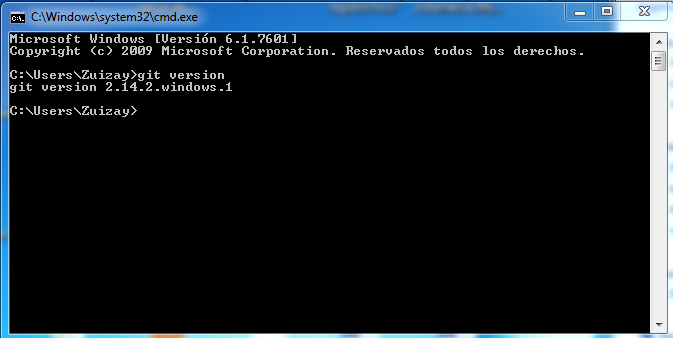 C:\Windows\system32\cmd.exe
Microsoft Windows [Versión 6.1.7601]
Copyright (c) 2009 Microsoft Corporation. Reservados todos los derechos.
C:\Users\Zuizay>git version
git version 2.14.2.windows.1
C:\Users\Zuizay>